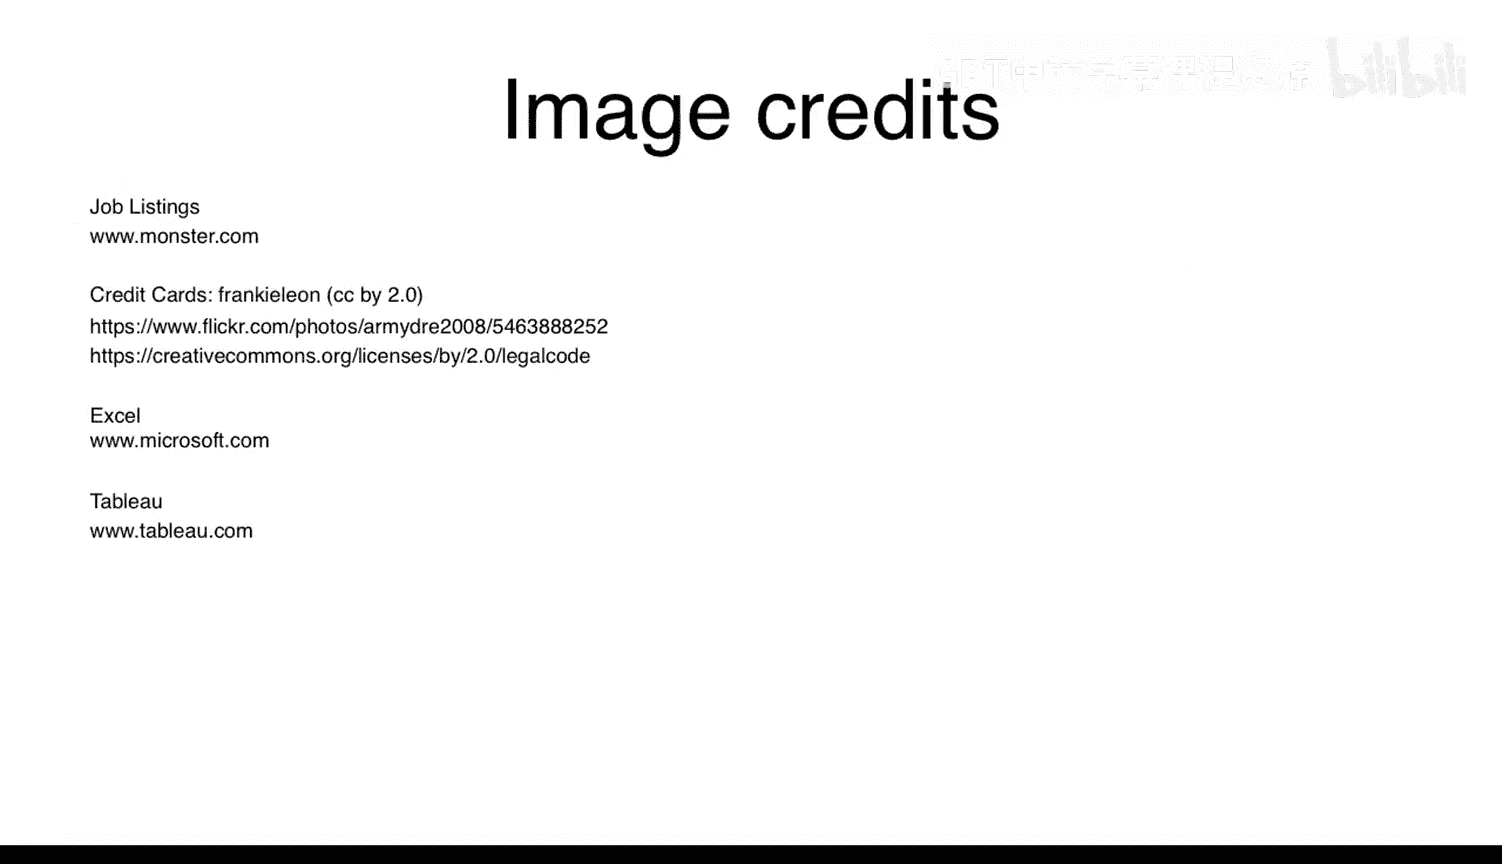 Image credits
bilibili
Job Listings
www.monster.com
Credit Cards: frankieleon (cc by 2.0)
https://www.flickr.com/photos/armydre2008/5463888252
https://creativecommons.org/licenses/by/2.0/legalcode
Excel
www.microsoft.com
Tableau
www.tableau.com